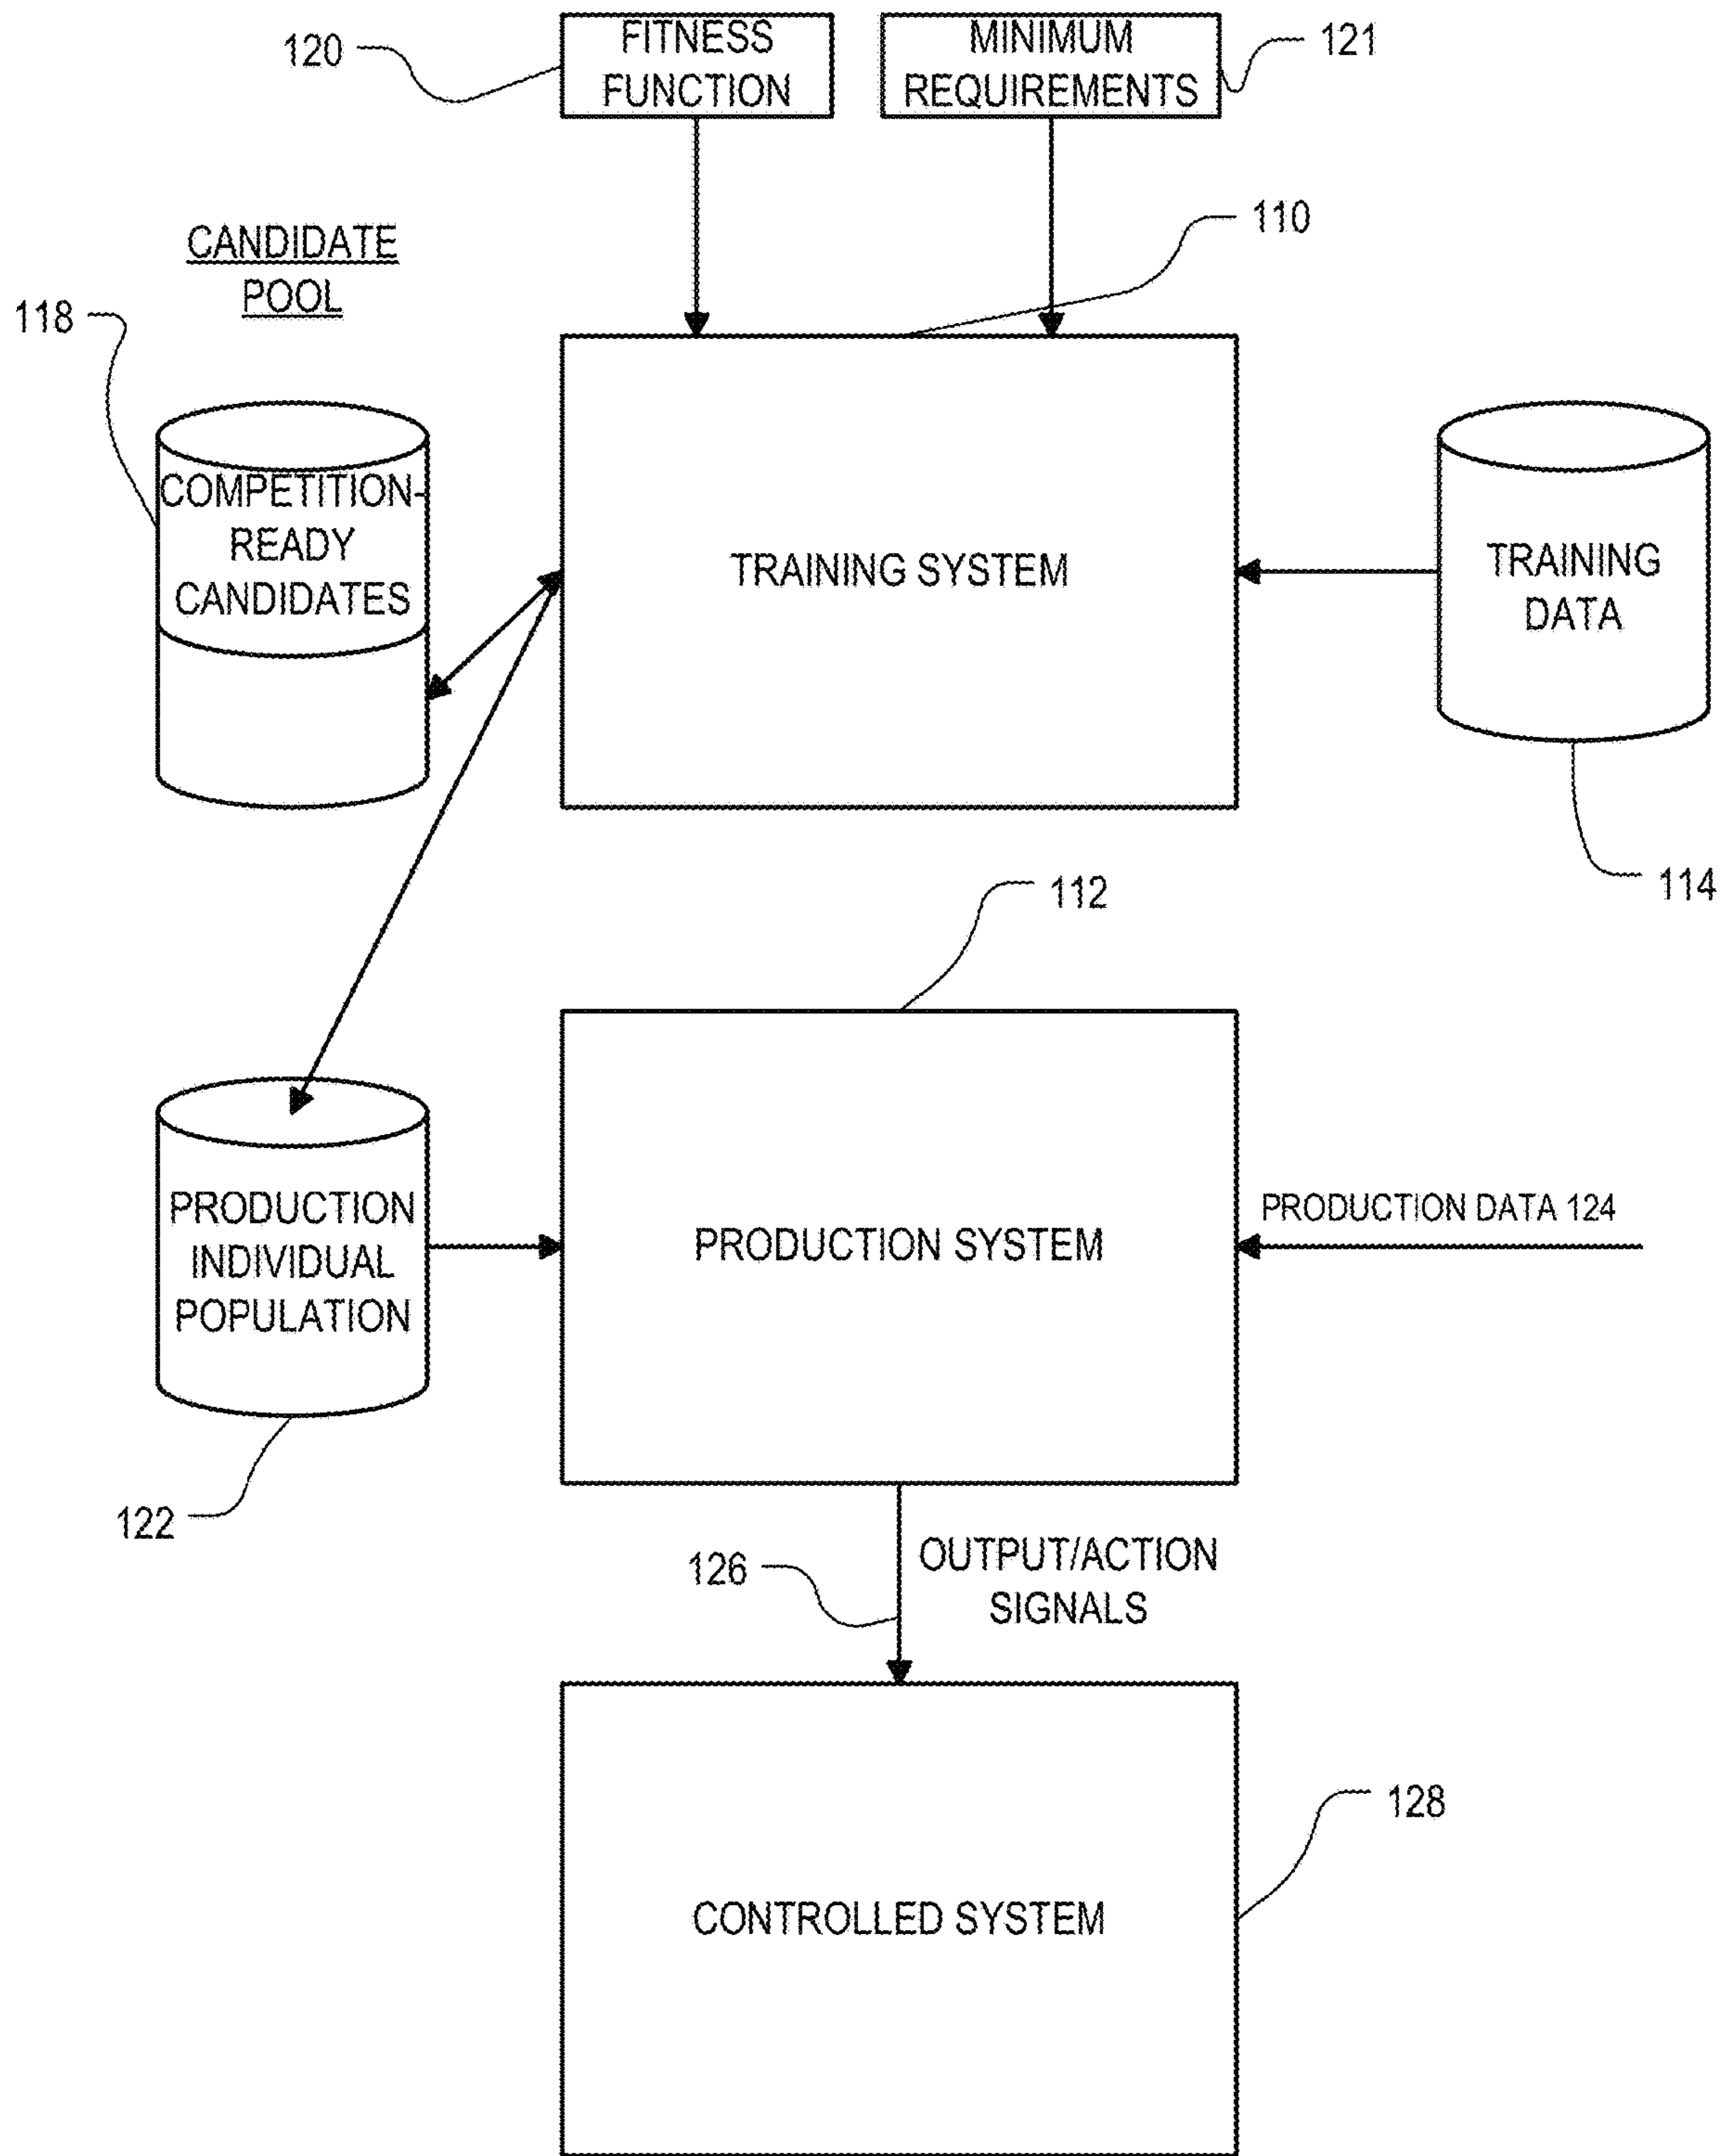 120
FITNESS
FUNCTION
MINIMUM
REQUIREMENTS
121
110
CANDIDATE
POOL
118
COMPETITION-
READY
CANDIDATES
TRAINING SYSTEM
TRAINING
DATA
114
112
PRODUCTION
INDIVIDUAL
POPULATION
PRODUCTION SYSTEM
PRODUCTION DATA 124
122
126
OUTPUT/ACTION
SIGNALS
128
CONTROLLED SYSTEM